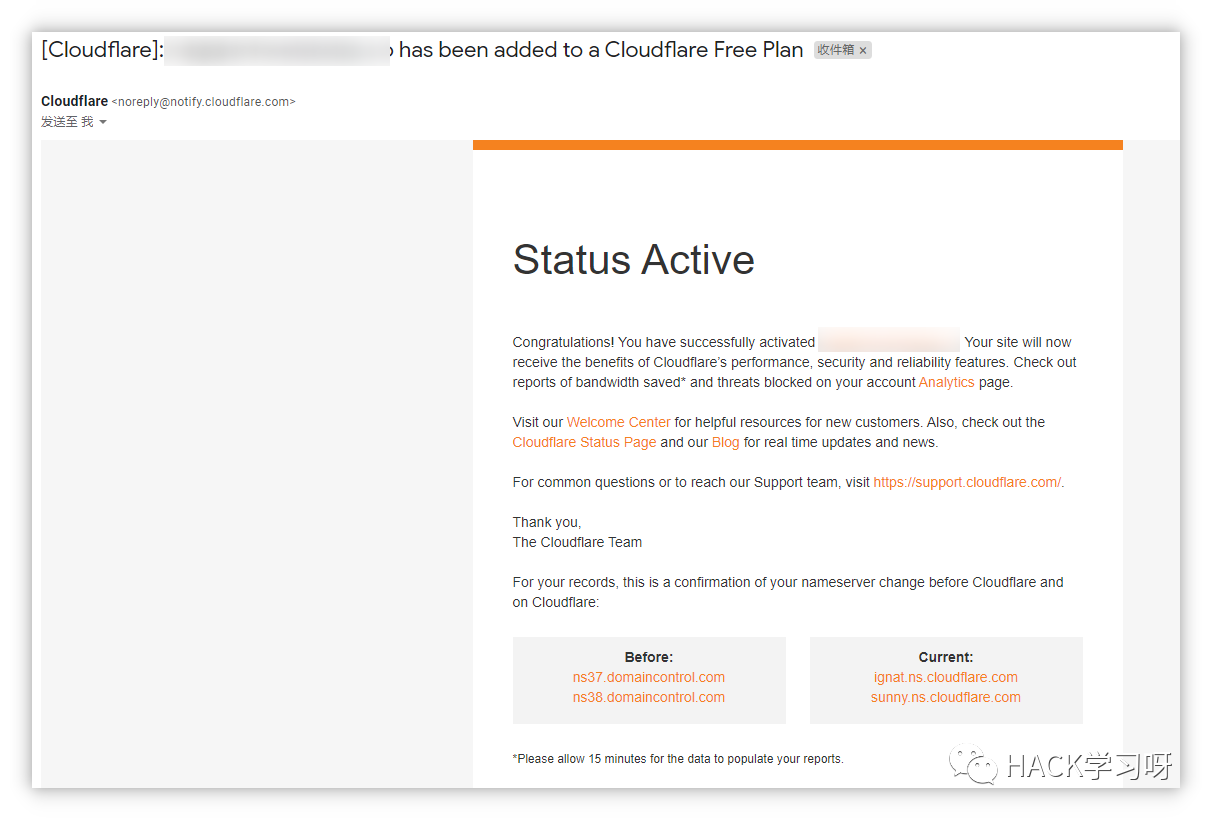 [Cloudflare]: has been added to a Cloudflare Free Plan 收件箱 ×
Cloudflare <noreply@notify.cloudflare.com>
发送至 我
Status Active
Congratulations! You have successfully activated Your site will now
receive the benefits of Cloudflare's performance, security and reliability features. Check out
reports of bandwidth saved* and threats blocked on your account Analytics page.
Visit our Welcome Center for helpful resources for new customers. Also, check out the
Cloudflare Status Page and our Blog for real time updates and news.
For common questions or to reach our Support team, visit https://support.cloudflare.com/.
Thank you,
The Cloudflare Team
For your records, this is a confirmation of your nameserver change before Cloudflare and
on Cloudflare:
Before:
ns37.domaincontrol.com
ns38.domaincontrol.com
Current:
ignat.ns.cloudflare.com
sunny.ns.cloudflare.com
*Please allow 15 minutes for the data to populate your reports.
HACK学习呀